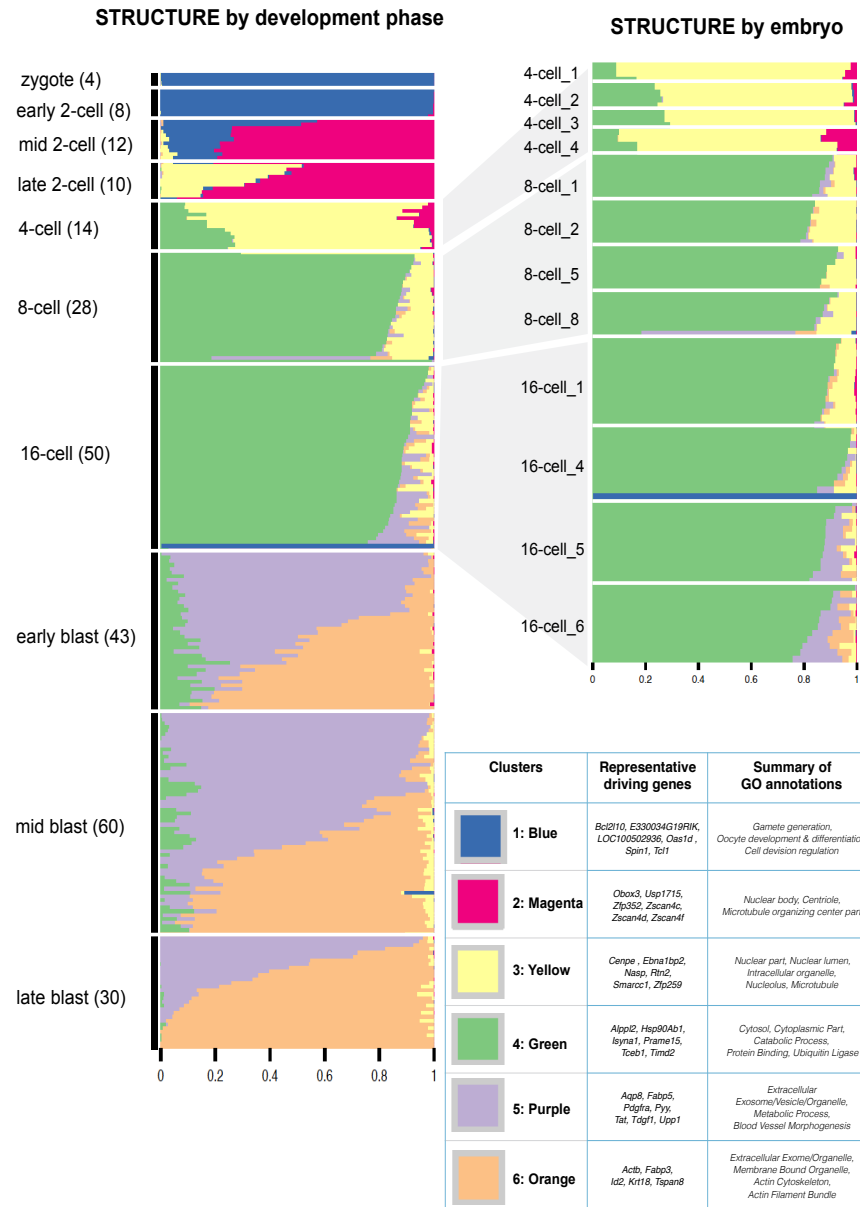 STRUCTURE by development phase
zygote (4)
early 2-cell (8)
mid 2-cell (12)
late 2-cell (10)
4-cell (14)
8-cell (28)
16-cell (50)
early blast (43)
mid blast (60)
late blast (30)
0 0.2 0.4 0.6 0.8 1
STRUCTURE by embryo
4-cell_1
4-cell_2
4-cell_3
4-cell_4
8-cell_1
8-cell_2
8-cell_5
8-cell_8
16-cell_1
16-cell_4
16-cell_5
16-cell_6
0 0.2 0.4 0.6 0.8 1
Clusters
Representative
driving genes
Summary of
GO annotations
1: Blue
Bcl2l10, E330034G19RIK,
LOC100502936, Oas1d ,
Spin1, Tcl1
Gamete generation,
Oocyte development & differentiatio
Cell devision regulation
2: Magenta
Obox3, Usp1715,
Zfp352, Zscan4c,
Zscan4d, Zscan4f
Nuclear body, Centriole,
Microtubule organizing center part
3: Yellow
Cenpe , Ebna1bp2,
Nasp, Rtn2,
Smarcc1, Zfp259
Nuclear part, Nuclear lumen,
Intracellular organelle,
Nucleolus, Microtubule
4: Green
Alppl2, Hsp90Ab1,
Isyna1, Prame15,
Tceb1, Timd2
Cytosol, Cytoplasmic Part,
Catabolic Process,
Protein Binding, Ubiquitin Ligase
5: Purple
Aqp8, Fabp5,
Pdgfra, Pyy,
Tat, Tdgf1, Upp1
Extracellular
Exosome/Vesicle/Organelle,
Metabolic Process,
Blood Vessel Morphogenesis
6: Orange
Actb, Fabp3,
Id2, Krt18, Tspan8
Extracellular Exome/Organelle,
Membrane Bound Organelle,
Actin Cytoskeleton,
Actin Filament Bundle